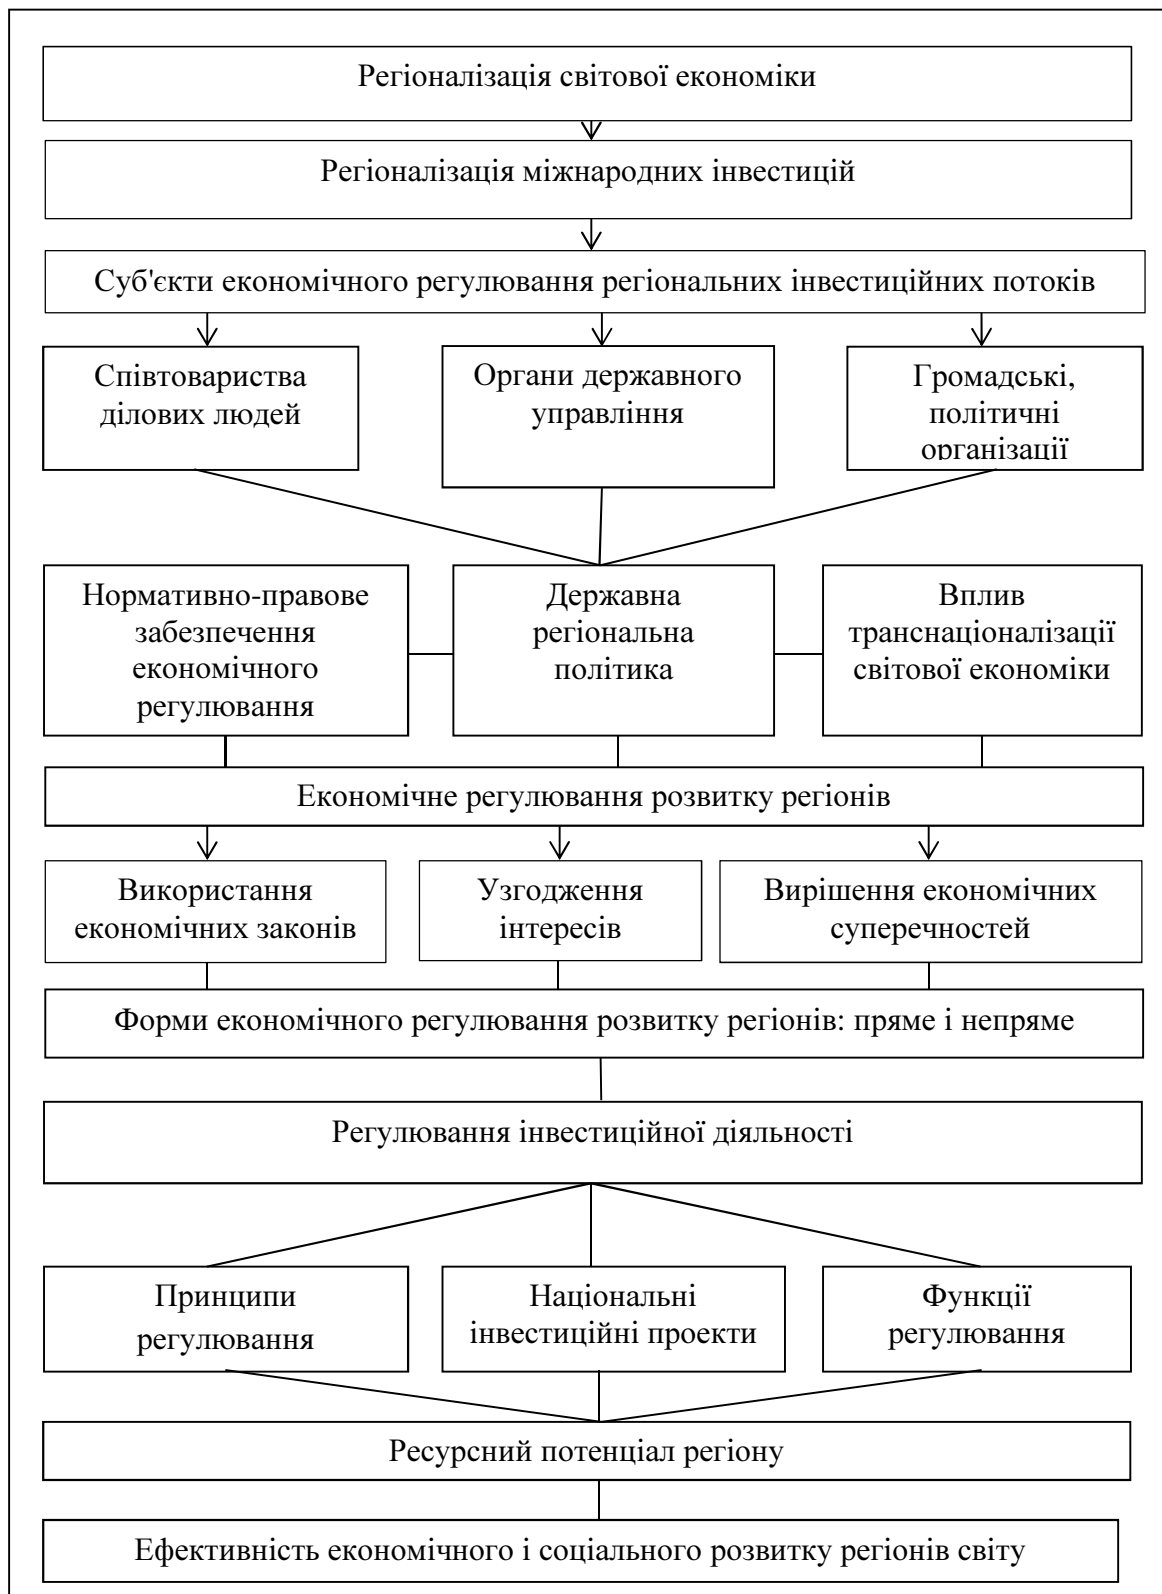 Регіоналізація світової економіки
Регіоналізація міжнародних інвестицій
Суб'єкти економічного регулювання регіональних інвестиційних потоків
Співтовариства
ділових людей
Органи державного
управління
Громадські,
політичні
організації
Нормативно-правове
забезпечення
економічного
регулювання
Державна
регіональна
політика
Вплив
транснаціоналізації
світової економіки
Економічне регулювання розвитку регіонів
Використання
економічних законів
Узгодження
інтересів
Вирішення економічних
суперечностей
Форми економічного регулювання розвитку регіонів: пряме і непряме
Регулювання інвестиційної діяльності
Принципи
регулювання
Національні
інвестиційні проекти
Функції
регулювання
Ресурсний потенціал регіону
Ефективність економічного і соціального розвитку регіонів світу